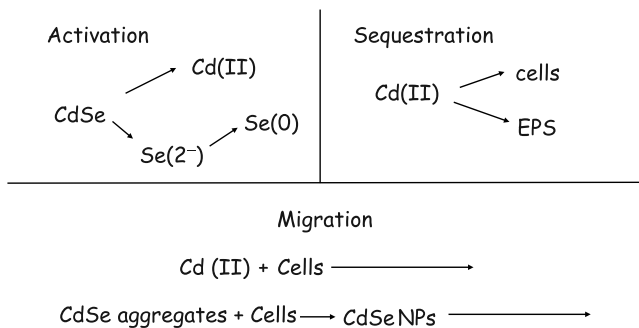 Activation
Cd(II)
CdSe
Se(0)
Se(2–)
Sequestration
cells
Cd(II)
EPS
Migration
Cd (II) + Cells
CdSe aggregates + Cells CdSe NPs